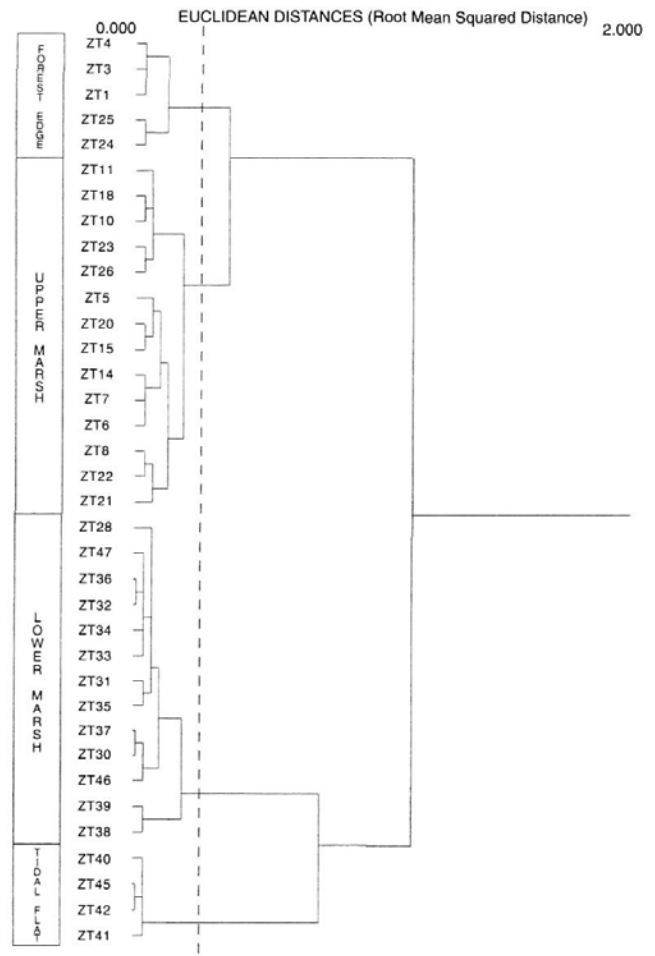 EUCLIDEAN DISTANCES (Root Mean Squared Distance)
0.000
2.000
FOREST EDGE
ZT4
ZT3
ZT1
ZT25
ZT24
UPPER MARSH
ZT11
ZT18
ZT10
ZT23
ZT26
ZT5
ZT20
ZT15
ZT14
ZT7
ZT6
ZT8
ZT22
ZT21
LOWER MARSH
ZT28
ZT47
ZT36
ZT32
ZT34
ZT33
ZT31
ZT35
ZT37
ZT30
ZT46
ZT39
ZT38
TIDAL FLAT
ZT40
ZT45
ZT42
ZT41